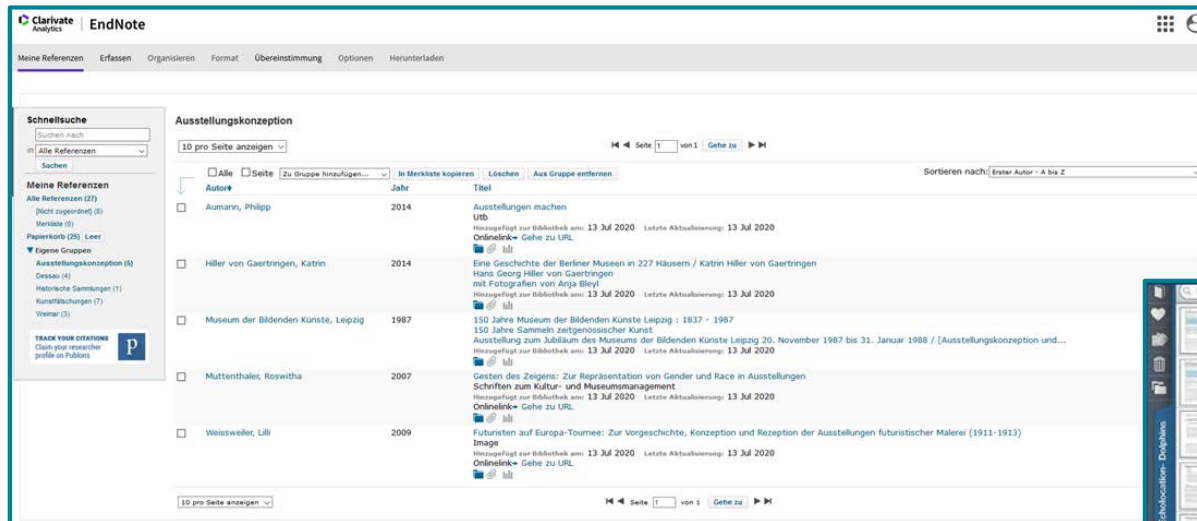 Clarivate Analytics | EndNote
Meine Referenzen Erfassen Organisieren Format Übereinstimmung Optionen Herunterladen
Schnellsuche
Suchen nach
in Alle Referenzen
Suchen
Meine Referenzen
Alle Referenzen (27)
[Nicht zugeordnet] (8)
Merkliste (0)
Papierkorb (25) Leer
Eigene Gruppen
Ausstellungskonzeption (5)
Dessau (4)
Historische Sammlungen (1)
Kunstfälschungen (7)
Weimar (3)
TRACK YOUR CITATIONS
Claim your researcher
profile on Publons
P
Ausstellungskonzeption
10 pro Seite anzeigen
Seite 1 von 1 Gehe zu
Alle Seite Zu Gruppe hinzufügen... In Merkliste kopieren Löschen Aus Gruppe entfernen
Sortieren nach: Erster Autor - A bis Z
Autor Jahr Titel
Aumann, Philipp 2014 Ausstellungen machen
Utb
Hinzugefügt zur Bibliothek am: 13 Jul 2020 Letzte Aktualisierung: 13 Jul 2020
Onlinelink Gehe zu URL
Hiller von Gaertringen, Katrin 2014 Eine Geschichte der Berliner Museen in 227 Häusern / Katrin Hiller von Gaertringen
Hans Georg Hiller von Gaertringen
mit Fotografien von Anja Bleyl
Hinzugefügt zur Bibliothek am: 13 Jul 2020 Letzte Aktualisierung: 13 Jul 2020
Museum der Bildenden Künste, Leipzig 1987 150 Jahre Museum der Bildenden Künste Leipzig : 1837 - 1987
150 Jahre Sammeln zeitgenössischer Kunst
Ausstellung zum Jubiläum des Museums der Bildenden Künste Leipzig 20. November 1987 bis 31. Januar 1988 / [Ausstellungskonzeption und...
Hinzugefügt zur Bibliothek am: 13 Jul 2020 Letzte Aktualisierung: 13 Jul 2020
Muttenthaler, Roswitha 2007 Gesten des Zeigens: Zur Repräsentation von Gender und Race in Ausstellungen
Schriften zum Kultur- und Museumsmanagement
Hinzugefügt zur Bibliothek am: 13 Jul 2020 Letzte Aktualisierung: 13 Jul 2020
Onlinelink Gehe zu URL
Weissweiler, Lilli 2009 Futuristen auf Europa-Tournee: Zur Vorgeschichte, Konzeption und Rezeption der Ausstellungen futuristischer Malerei (1911-1913)
Image
Hinzugefügt zur Bibliothek am: 13 Jul 2020 Letzte Aktualisierung: 13 Jul 2020
Onlinelink Gehe zu URL
10 pro Seite anzeigen
Seite 1 von 1 Gehe zu
cholocation- Dolphins